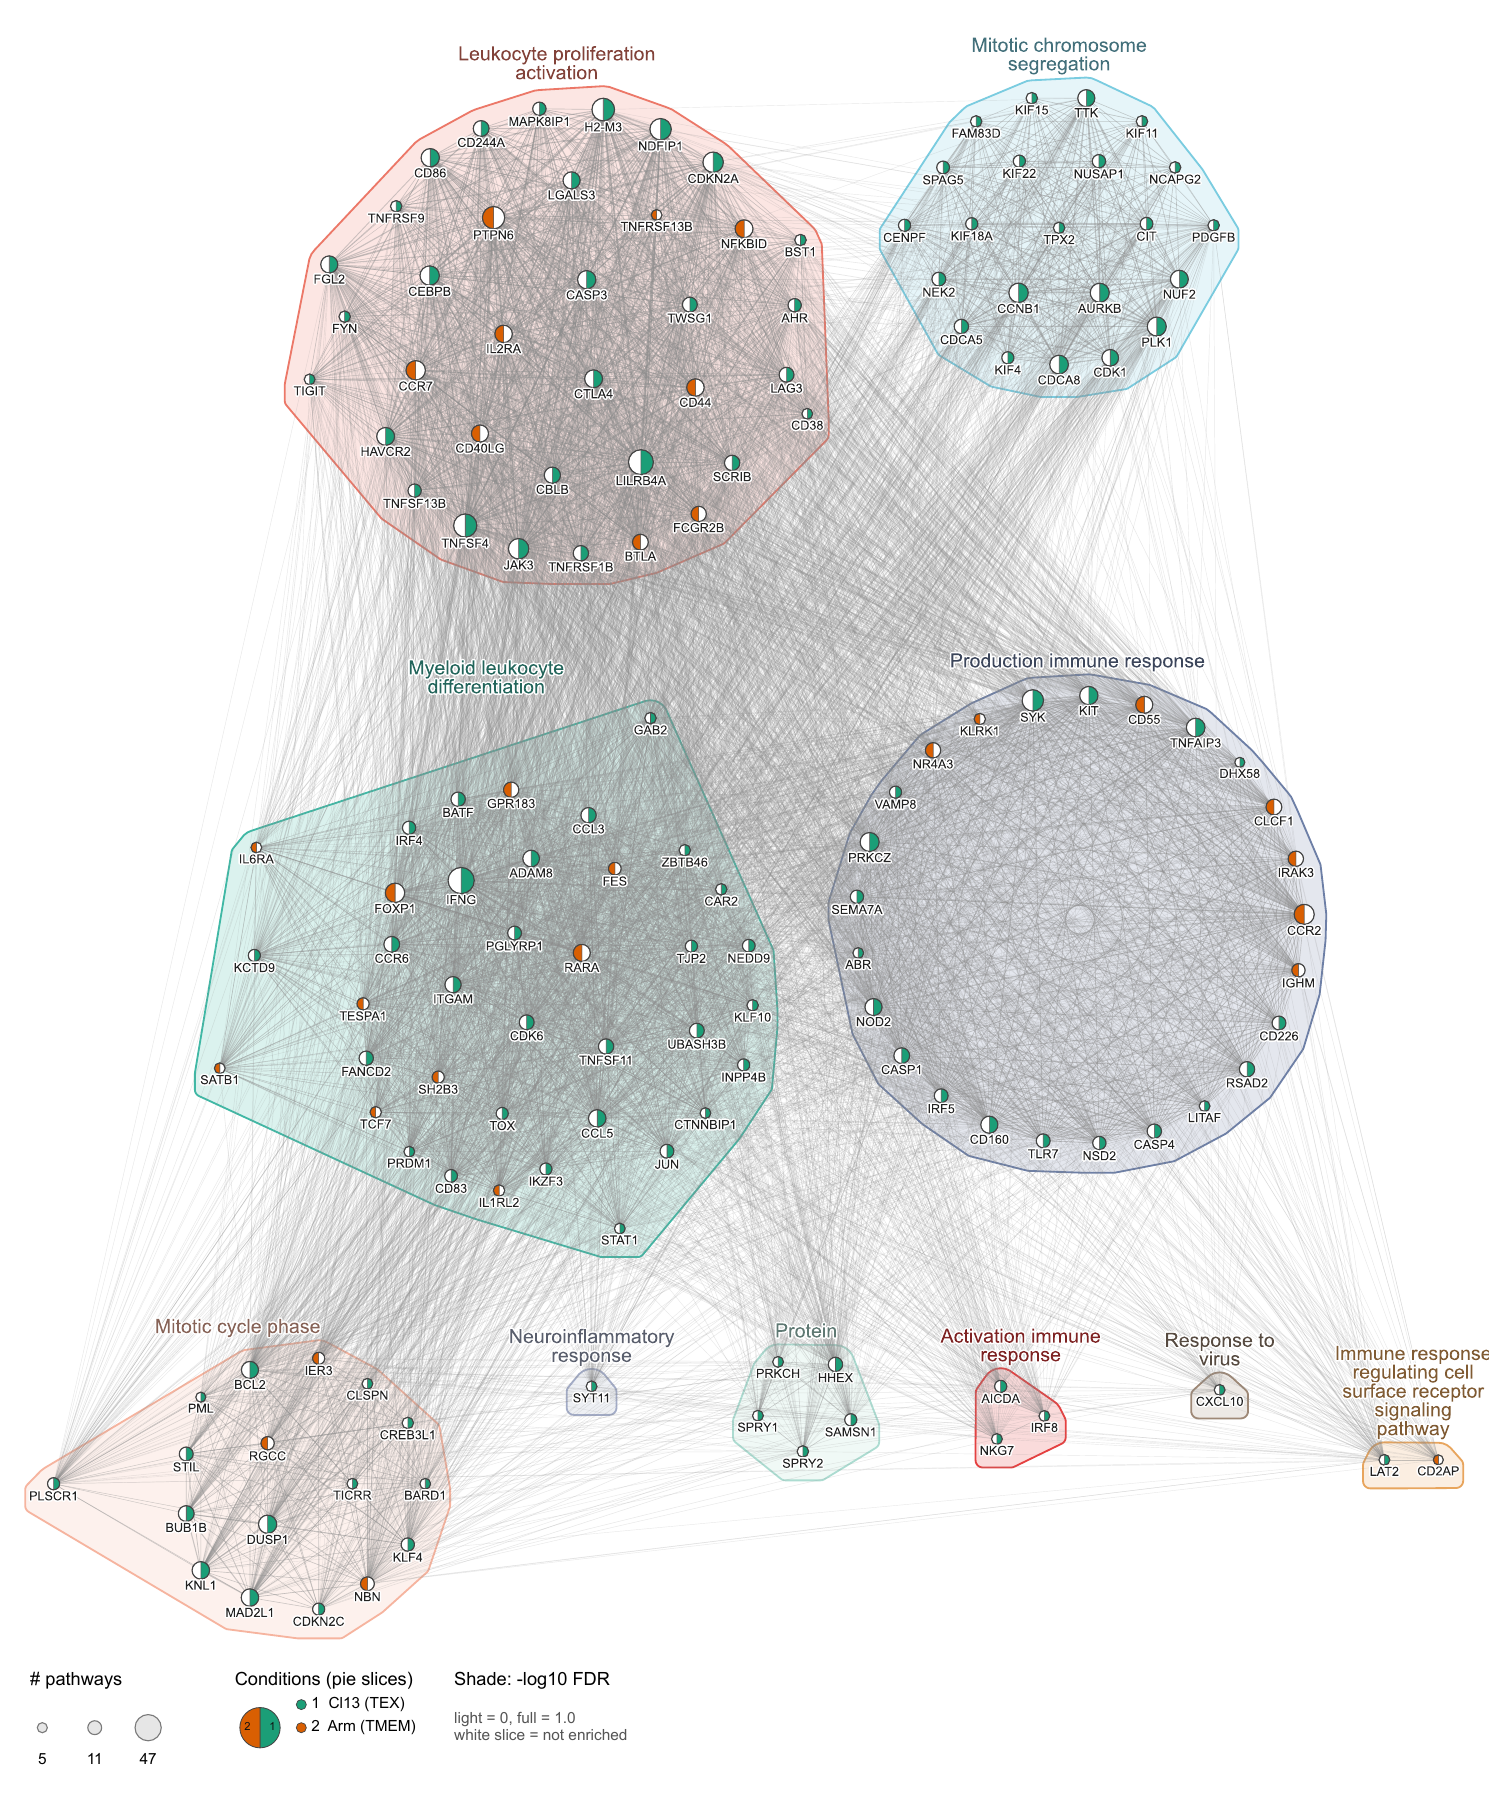 Leukocyte proliferation
activation
Mitotic chromosome
segregation
MAPK8IP1
H2-M3
CD244A
NDFIP1
CD86
CDKN2A
LGALS3
TNFRSF9
PTPN6
TNFRSF13B
NFKBID
BST1
FGL2
CEBPB
CASP3
TWSG1
AHR
FYN
IL2RA
CCR7
TIGIT
CTLA4
CD44
LAG3
CD38
HAVCR2
CD40LG
CBLB
LILRB4A
SCRIB
TNFSF13B
FCGR2B
TNFSF4
JAK3
TNFRSF1B
BTLA
KIF15
TTK
FAM83D
KIF11
SPAG5
KIF22
NUSAP1
NCAPG2
CENPF
KIF18A
TPX2
CIT
PDGFB
NEK2
CCNB1
AURKB
NUF2
CDCA5
PLK1
KIF4
CDCA8
CDK1
Myeloid leukocyte
differentiation
Production immune response
GAB2
BATF
GPR183
IRF4
CCL3
IL6RA
ADAM8
FES
ZBTB46
FOXP1
IFNG
CAR2
CCR6
PGLYRP1
RARA
TJP2
NEDD9
KCTD9
ITGAM
TESPA1
CDK6
KLF10
UBASH3B
FANCD2
TNFSF11
INPP4B
SATB1
SH2B3
TCF7
TOX
CCL5
CTNNBIP1
PRDM1
JUN
CD83
IKZF3
IL1RL2
STAT1
SYK
KIT
CD55
KLRK1
TNFAIP3
NR4A3
DHX58
VAMP8
CLCF1
PRKCZ
IRAK3
SEMA7A
CCR2
ABR
IGHM
NOD2
CD226
CASP1
RSAD2
IRF5
LITAF
CD160
TLR7
NSD2
CASP4
Mitotic cycle phase
Neuroinflammatory
response
Protein
Activation immune
response
Response to
virus
Immune response
regulating cell
surface receptor
signaling
pathway
BCL2
IER3
CLSPN
PML
CREB3L1
STIL
RGCC
PLSCR1
TICRR
BARD1
BUB1B
DUSP1
KLF4
KNL1
NBN
MAD2L1
CDKN2C
SYT11
PRKCH
HHEX
SPRY1
SAMSN1
SPRY2
AICDA
IRF8
NKG7
CXCL10
LAT2
CD2AP
# pathways
5
11
47
Conditions (pie slices)
2
1
1 Cl13 (TEX)
2 Arm (TMEM)
Shade: -log10 FDR
light = 0, full = 1.0
white slice = not enriched